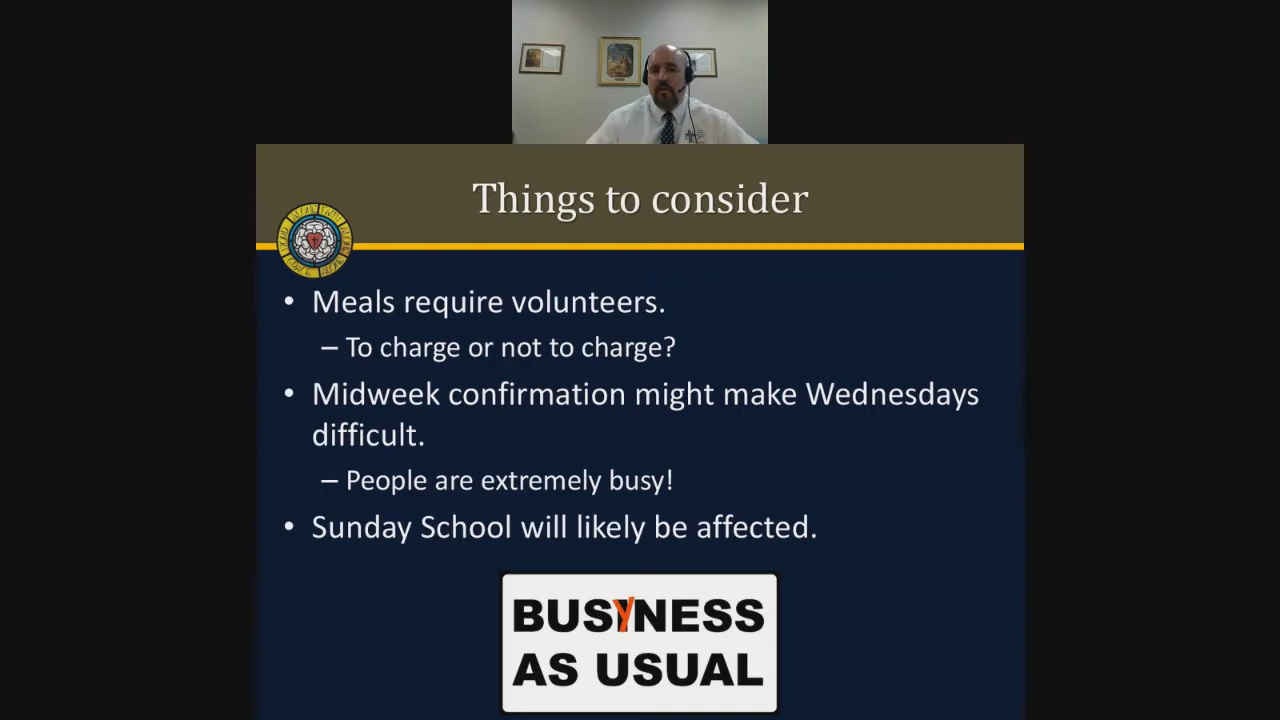 Things to consider
• Meals require volunteers.
– To charge or not to charge?
• Midweek confirmation might make Wednesdays
difficult.
– People are extremely busy!
• Sunday School will likely be affected.
BUSYNESS
AS USUAL